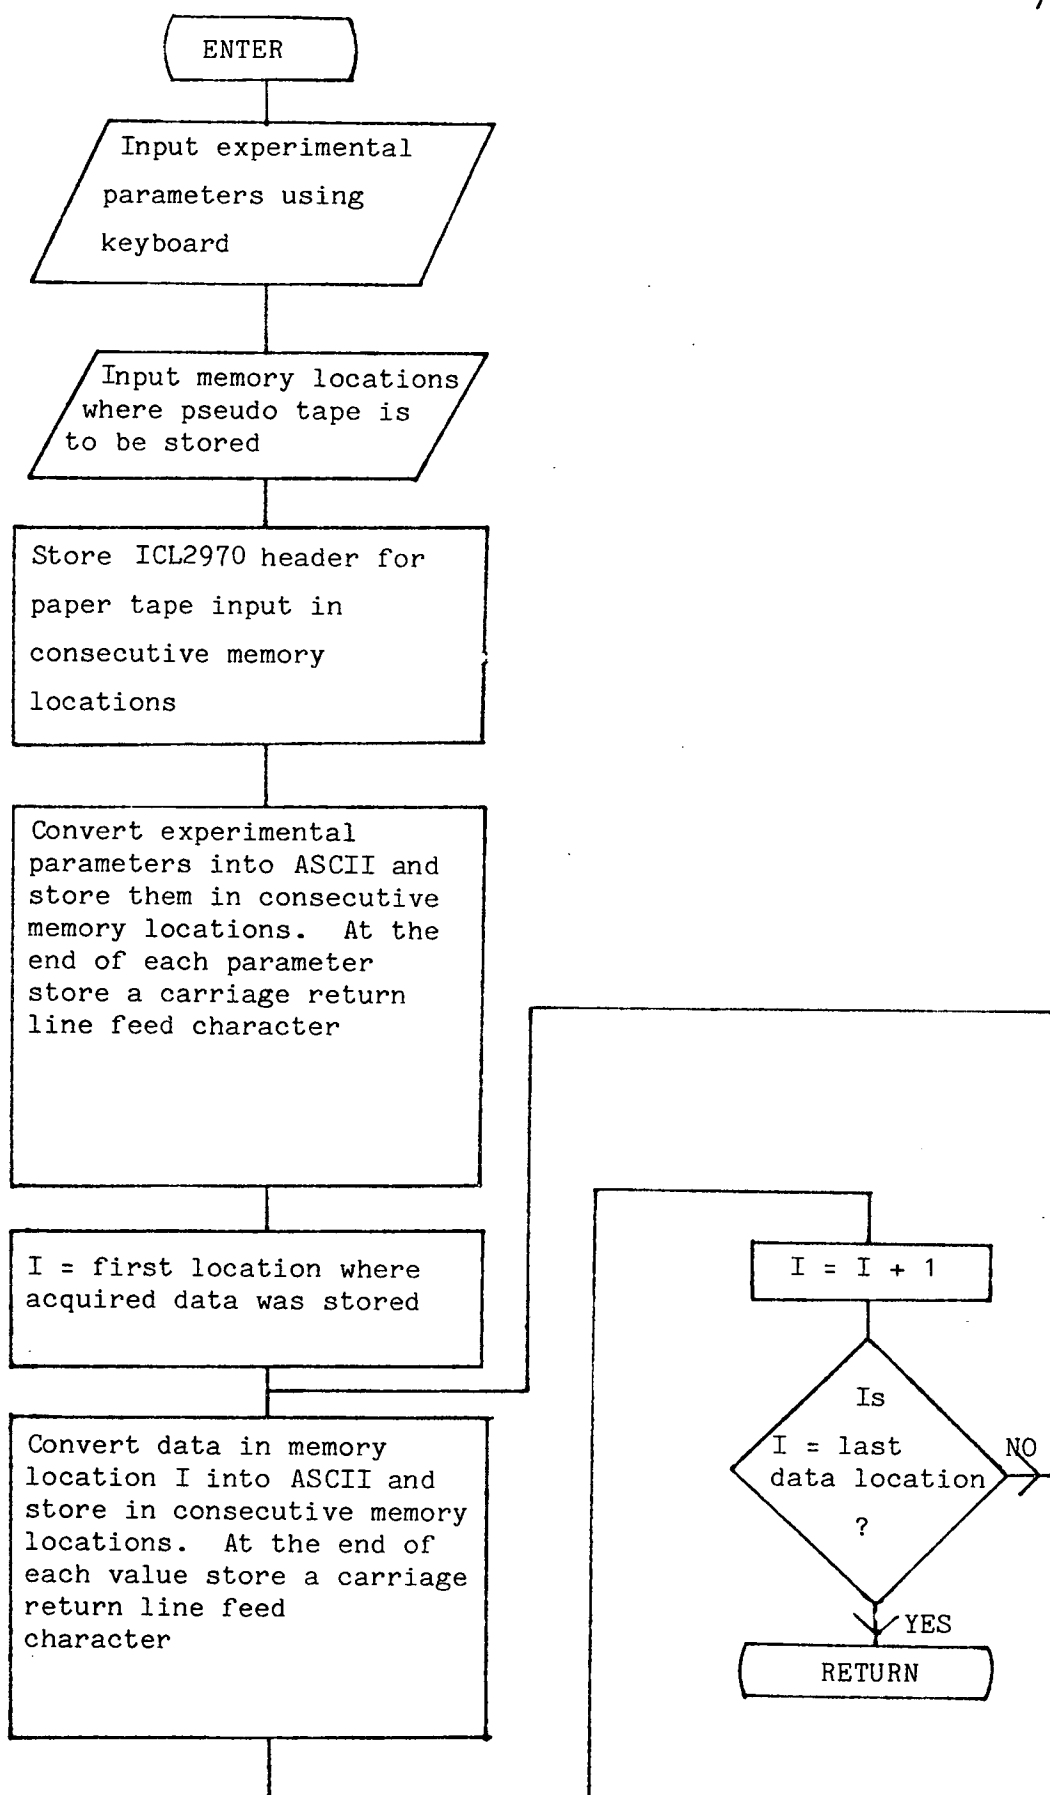 ENTER
Input experimental
parameters using
keyboard
Input memory locations
where pseudo tape is
to be stored
Store ICL2970 header for
paper tape input in
consecutive memory
locations
Convert experimental
parameters into ASCII and
store them in consecutive
memory locations.  At the
end of each parameter
store a carriage return
line feed character
I = first location where
acquired data was stored
Convert data in memory
location I into ASCII and
store in consecutive memory
locations.  At the end of
each value store a carriage
return line feed
character
I = I + 1
Is
I = last
data location
?
NO
YES
RETURN